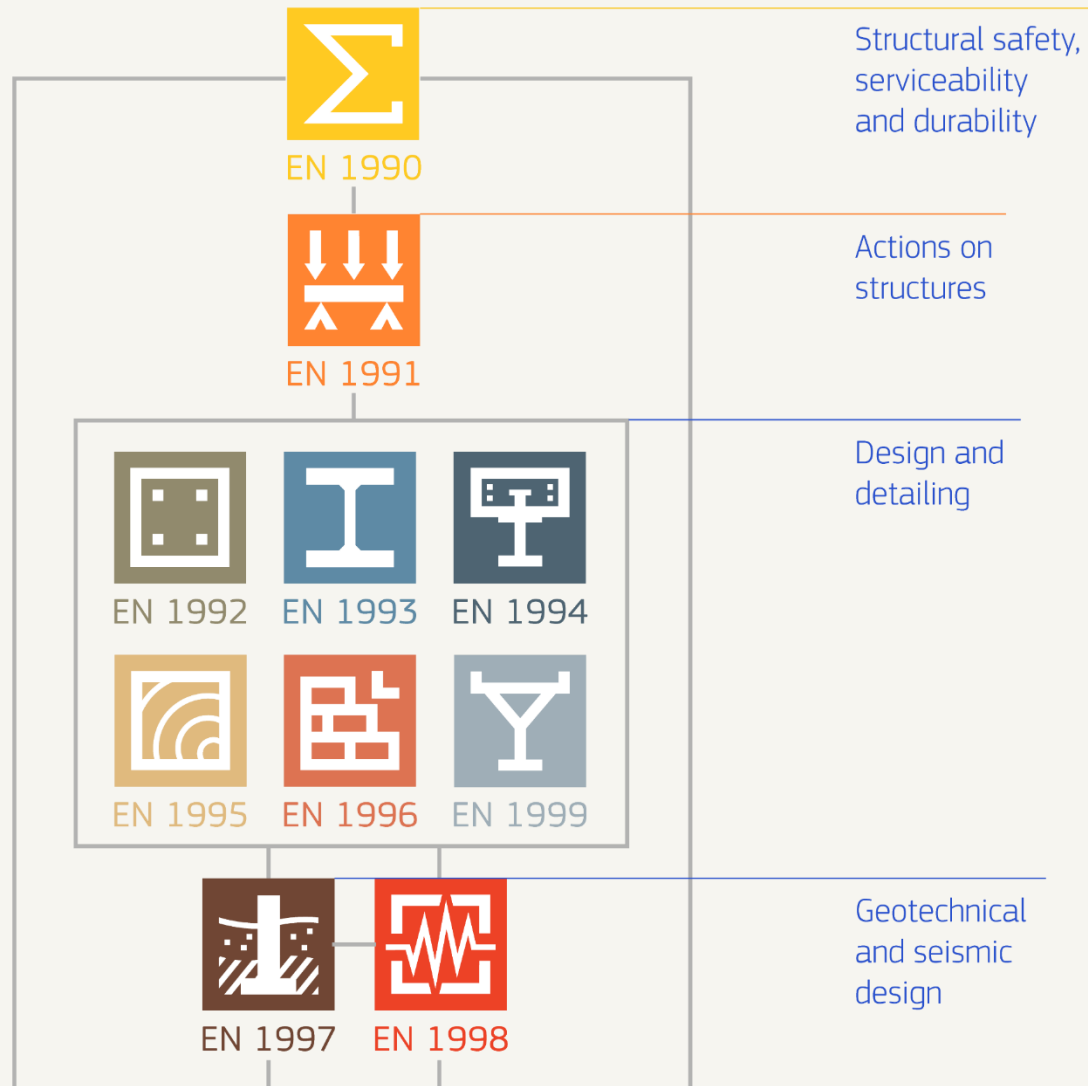 Structural safety,
serviceability
and durability
EN 1990
Actions on
structures
EN 1991
Design and
detailing
EN 1992 EN 1993 EN 1994
EN 1995 EN 1996 EN 1999
Geotechnical
and seismic
design
EN 1997 EN 1998